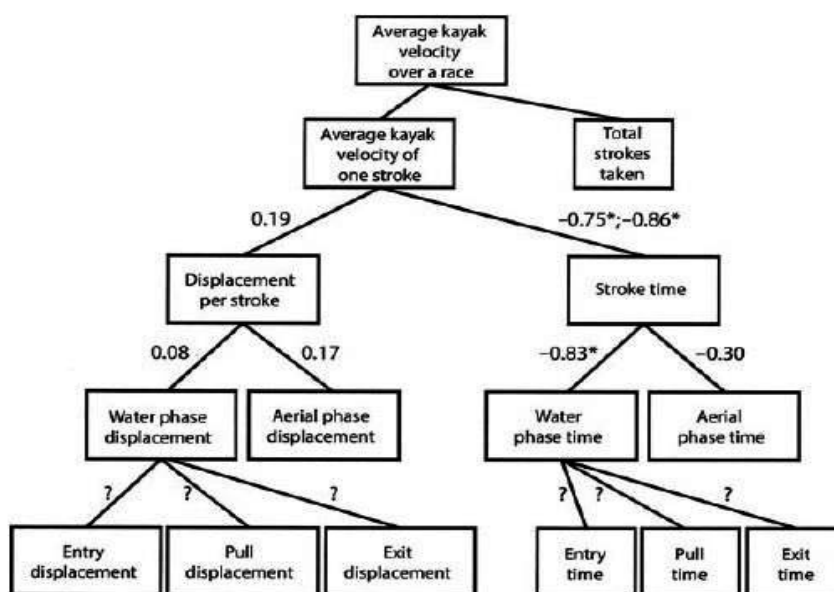 Average kayak
velocity
over a race
Average kayak
velocity of
one stroke
Total
strokes
taken
0.19
–0.75*;–0.86*
Displacement
per stroke
Stroke time
0.08
0.17
–0.83*
–0.30
Water phase
displacement
Aerial phase
displacement
Water
phase time
Aerial
phase time
?
?
?
?
?
?
Entry
displacement
Pull
displacement
Exit
displacement
Entry
time
Pull
time
Exit
time